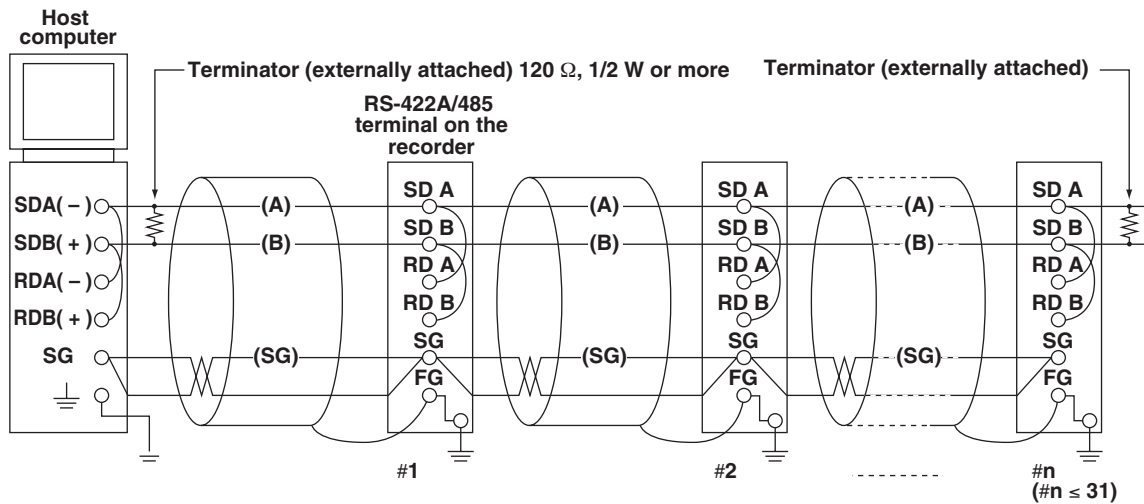 Host
computer
Terminator (externally attached) 120 Ω, 1/2 W or more
Terminator (externally attached)
RS-422A/485
terminal on the
recorder
SDA( – )
SDB( + )
RDA( – )
RDB( + )
SG
(A)
(B)
(SG)
SD A
SD B
RD A
RD B
SG
FG
#1
(A)
(B)
(SG)
SD A
SD B
RD A
RD B
SG
FG
#2
(A)
(B)
(SG)
SD A
SD B
RD A
RD B
SG
FG
#n
(#n ≤ 31)